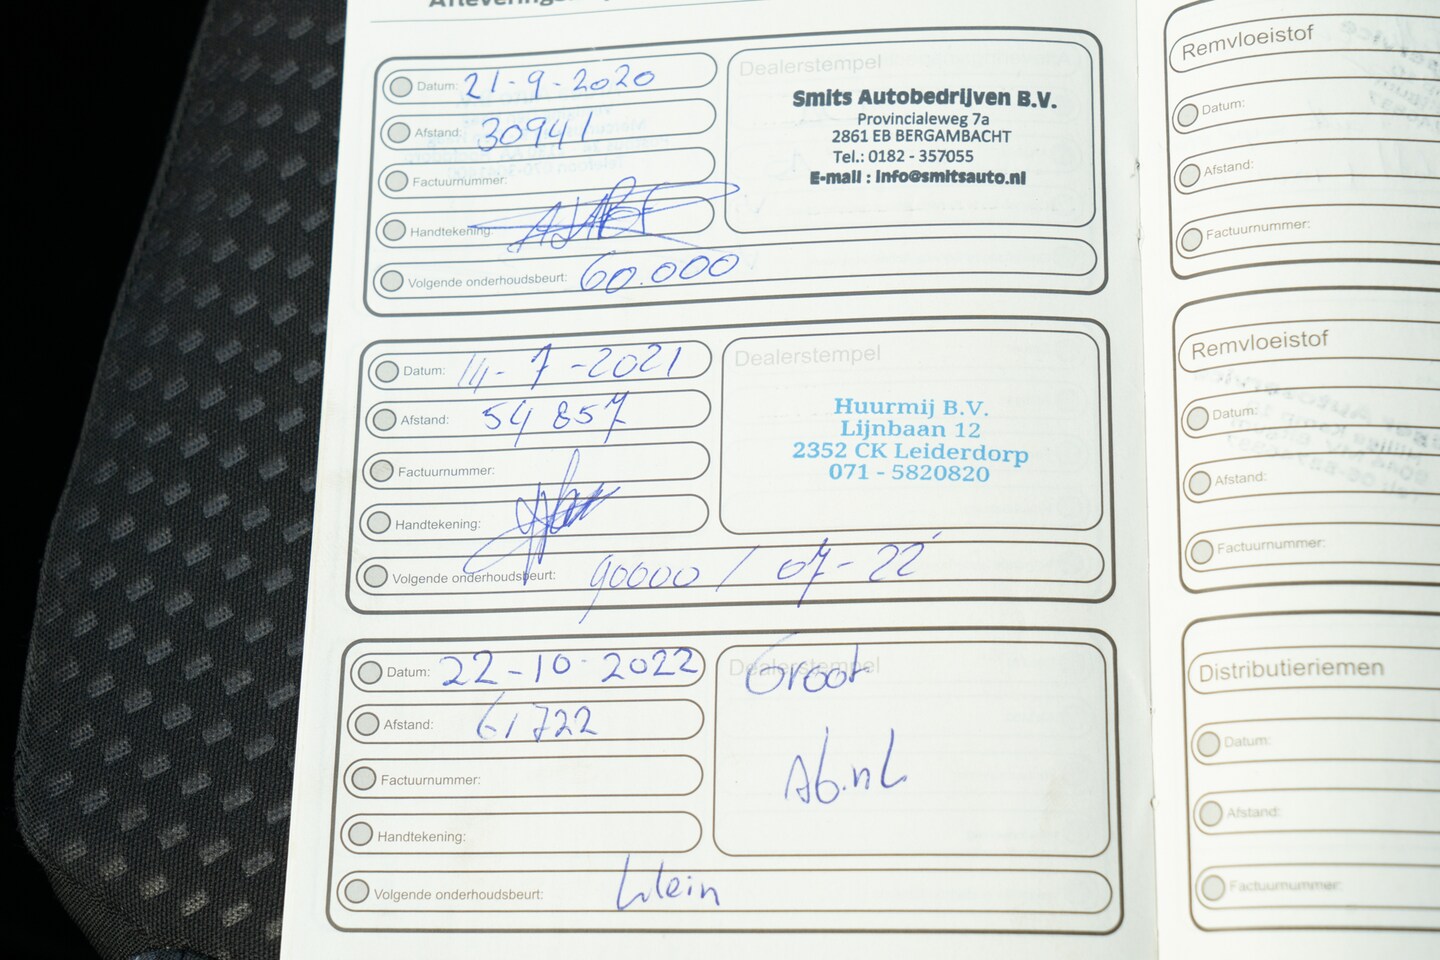 Datum: 21-9-2020
Afstand: 30941
Factuurnummer:
Handtekening:
Volgende onderhoudsbeurt: 60.000
Dealerstempel
Smits Autobedrijven B.V.
Provincialeweg 7a
2861 EB BERGAMBACHT
Tel.: 0182 - 357055
E-mail : info@smitsauto.nl
Datum: 14-7-2021
Afstand: 54857
Factuurnummer:
Handtekening:
Volgende onderhoudsbeurt: 90000 / 07-22
Dealerstempel
Huurmij B.V.
Lijnbaan 12
2352 CK Leiderdorp
071 - 5820820
Datum: 22-10-2022
Afstand: 61722
Factuurnummer:
Handtekening:
Volgende onderhoudsbeurt: klein
Dealerstempel
Groot
Ab.nl
Remvloeistof
Datum:
Afstand:
Factuurnummer:
Remvloeistof
Datum:
Afstand:
Factuurnummer:
Distributieriemen
Datum:
Afstand:
Factuurnummer: